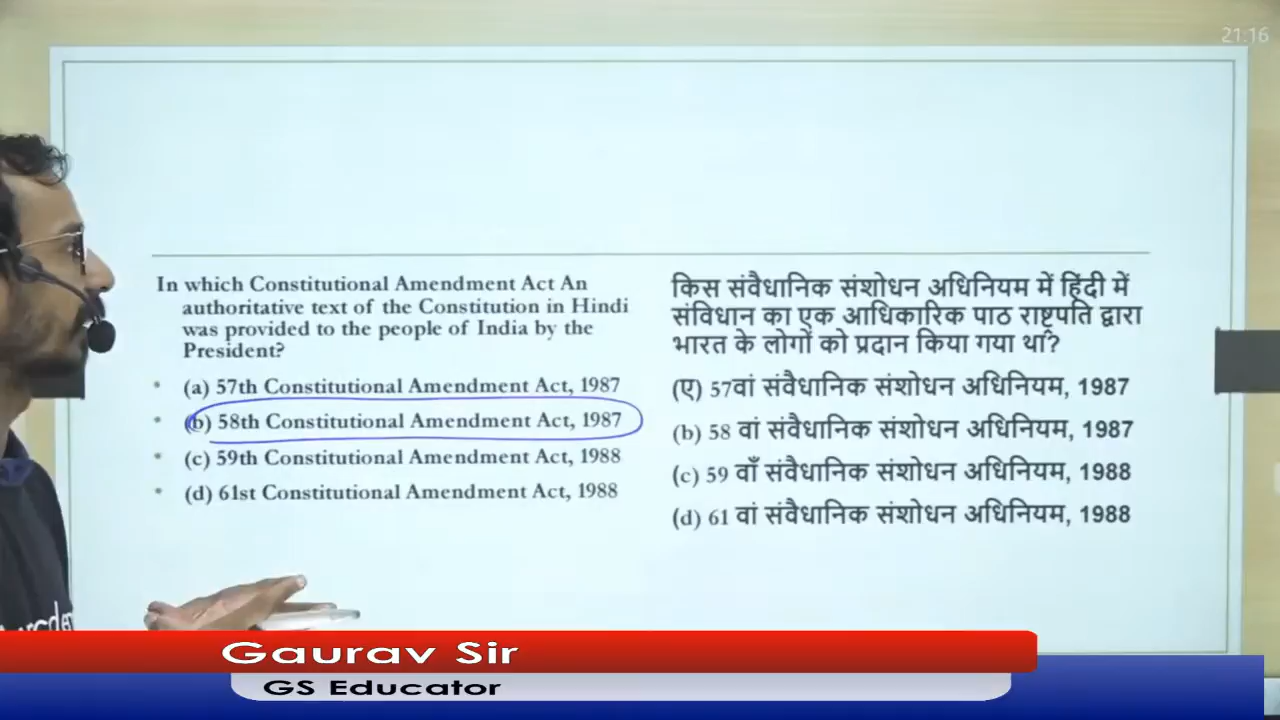 21:16
In which Constitutional Amendment Act An
authoritative text of the Constitution in Hindi
was provided to the people of India by the
President?
(a) 57th Constitutional Amendment Act, 1987
(b) 58th Constitutional Amendment Act, 1987
(c) 59th Constitutional Amendment Act, 1988
(d) 61st Constitutional Amendment Act, 1988
किस संवैधानिक संशोधन अधिनियम में हिंदी में
संविधान का एक आधिकारिक पाठ राष्ट्रपति द्वारा
भारत के लोगों को प्रदान किया गया था?
(ए) 57वां संवैधानिक संशोधन अधिनियम, 1987
(b) 58 वां संवैधानिक संशोधन अधिनियम, 1987
(c) 59 वाँ संवैधानिक संशोधन अधिनियम, 1988
(d) 61 वां संवैधानिक संशोधन अधिनियम, 1988
Gaurav Sir
GS Educator